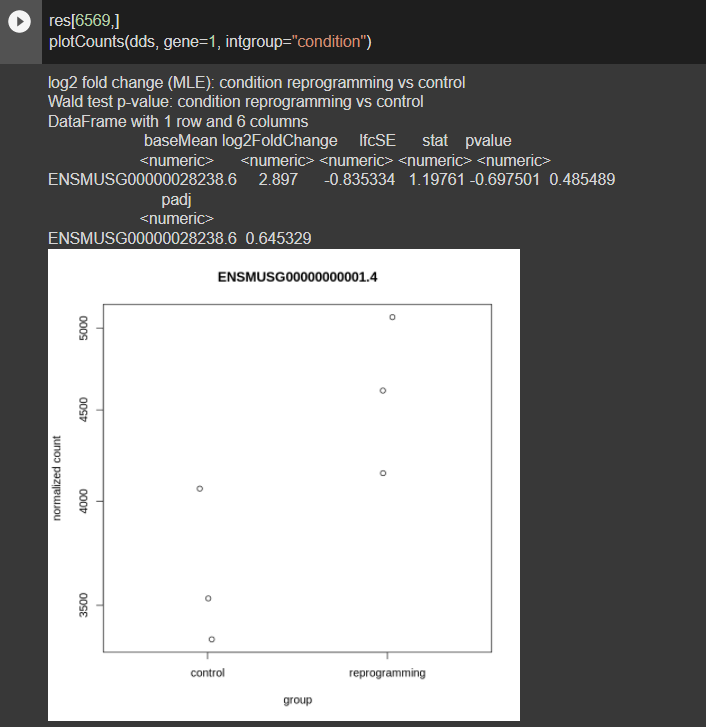 res[6569,]
plotCounts(dds, gene=1, intgroup="condition")
log2 fold change (MLE): condition reprogramming vs control
Wald test p-value: condition reprogramming vs control
DataFrame with 1 row and 6 columns
baseMean log2FoldChange lfcSE stat pvalue
<numeric> <numeric> <numeric> <numeric> <numeric>
ENSMUSG00000028238.6 2.897 -0.835334 1.19761 -0.697501 0.485489
padj
<numeric>
ENSMUSG00000028238.6 0.645329
ENSMUSG00000000001.4
5000
4500
4000
3500
normalized count
control reprogramming
group